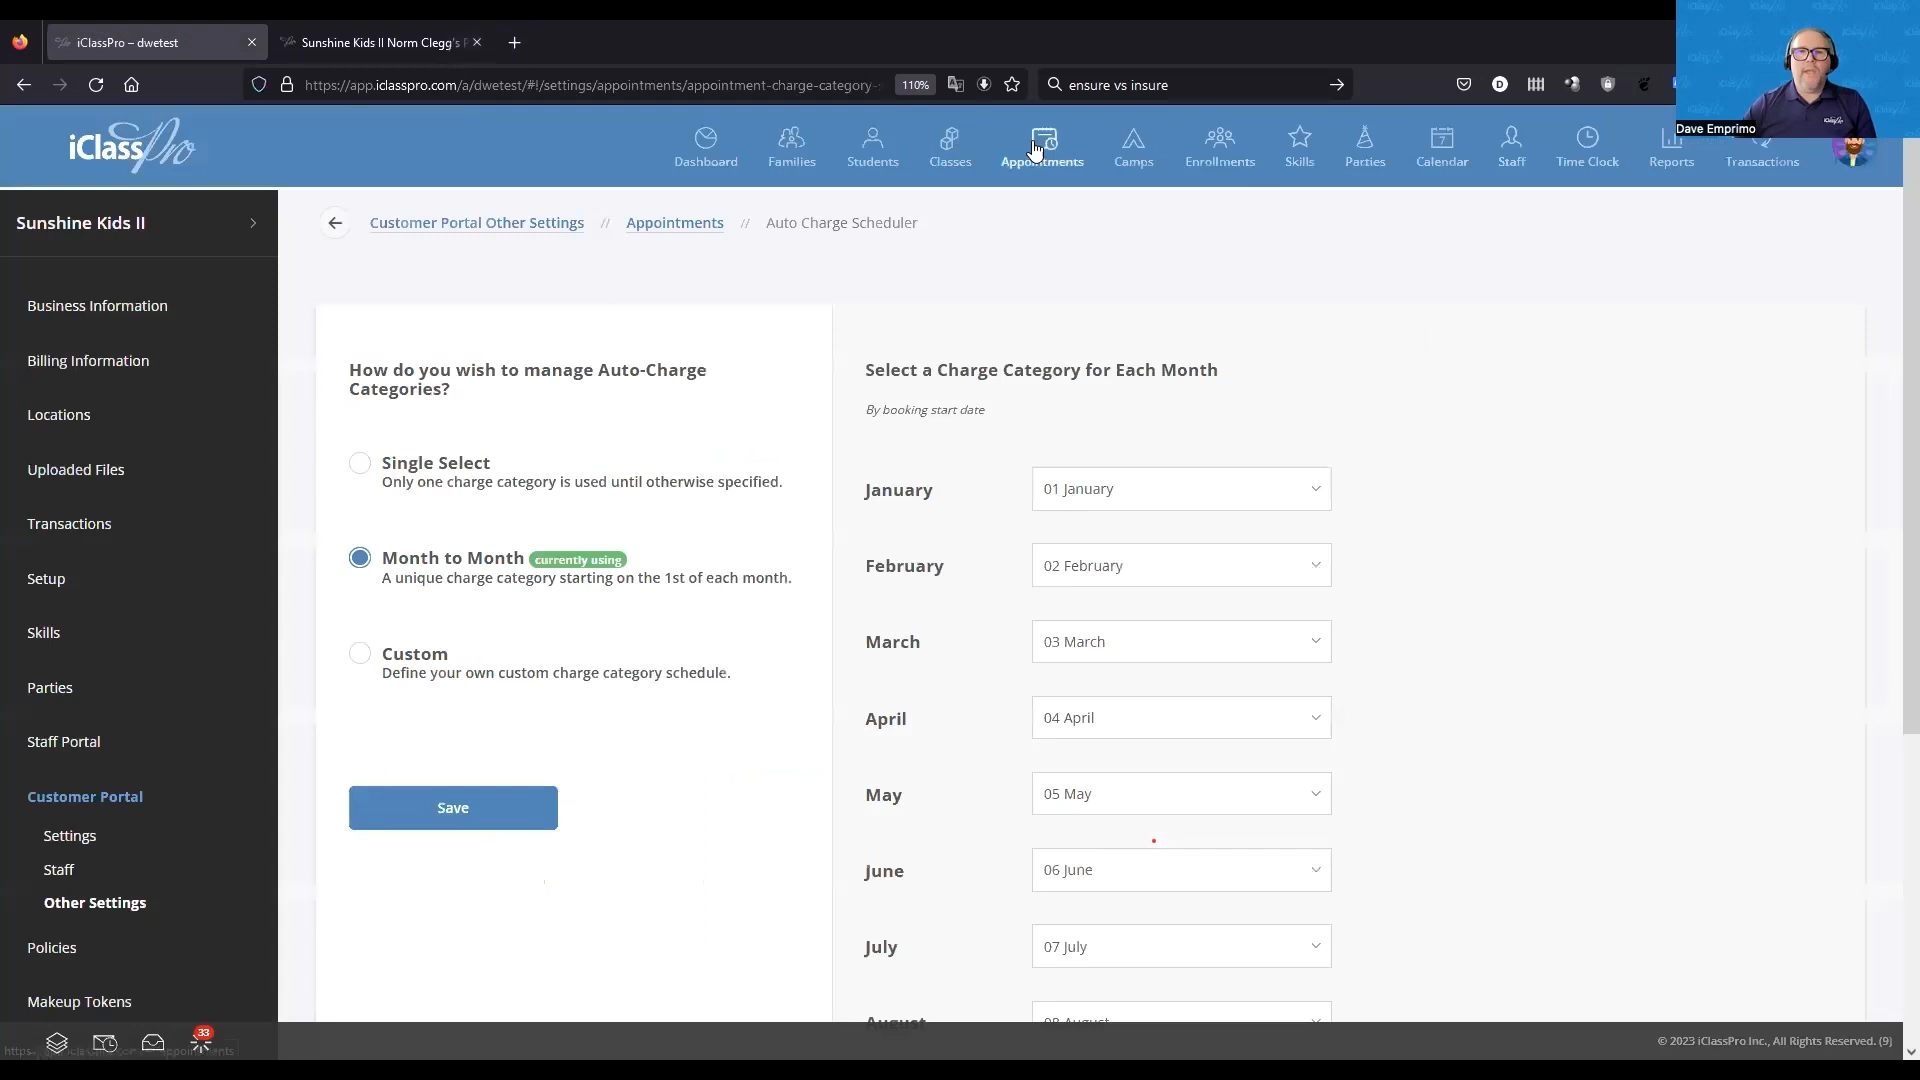 iClassPro – dwetest
Sunshine Kids II Norm Clegg's
https://app.iclasspro.com/a/dwetest/#!/settings/appointments/appointment-charge-category-
110%
ensure vs insure
Dave Emprimo
iClassPro
Dashboard
Families
Students
Classes
Appointments
Camps
Enrollments
Skills
Parties
Calendar
Staff
Time Clock
Reports
Transactions
Sunshine Kids II
Customer Portal Other Settings // Appointments // Auto Charge Scheduler
Business Information
Billing Information
Locations
Uploaded Files
Transactions
Setup
Skills
Parties
Staff Portal
Customer Portal
Settings
Staff
Other Settings
Policies
Makeup Tokens
33
How do you wish to manage Auto-Charge
Categories?
Single Select
Only one charge category is used until otherwise specified.
Month to Month currently using
A unique charge category starting on the 1st of each month.
Custom
Define your own custom charge category schedule.
Save
Select a Charge Category for Each Month
By booking start date
January 01 January
February 02 February
March 03 March
April 04 April
May 05 May
June 06 June
July 07 July
August 08 August
© 2023 iClassPro Inc., All Rights Reserved. (9)